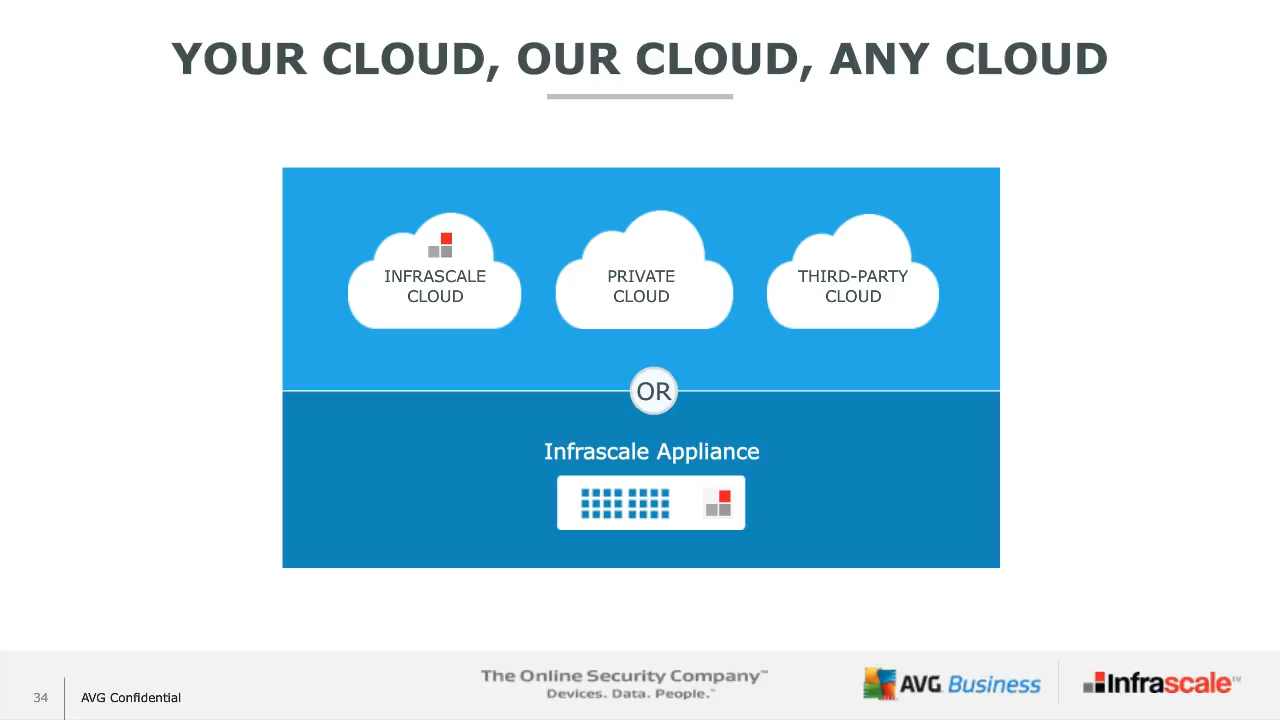 YOUR CLOUD, OUR CLOUD, ANY CLOUD
INFRASCALE
CLOUD
PRIVATE
CLOUD
THIRD-PARTY
CLOUD
OR
Infrascale Appliance
34
AVG Confidential
The Online Security Company™
Devices. Data. People.™
AVG Business
Infrascale™